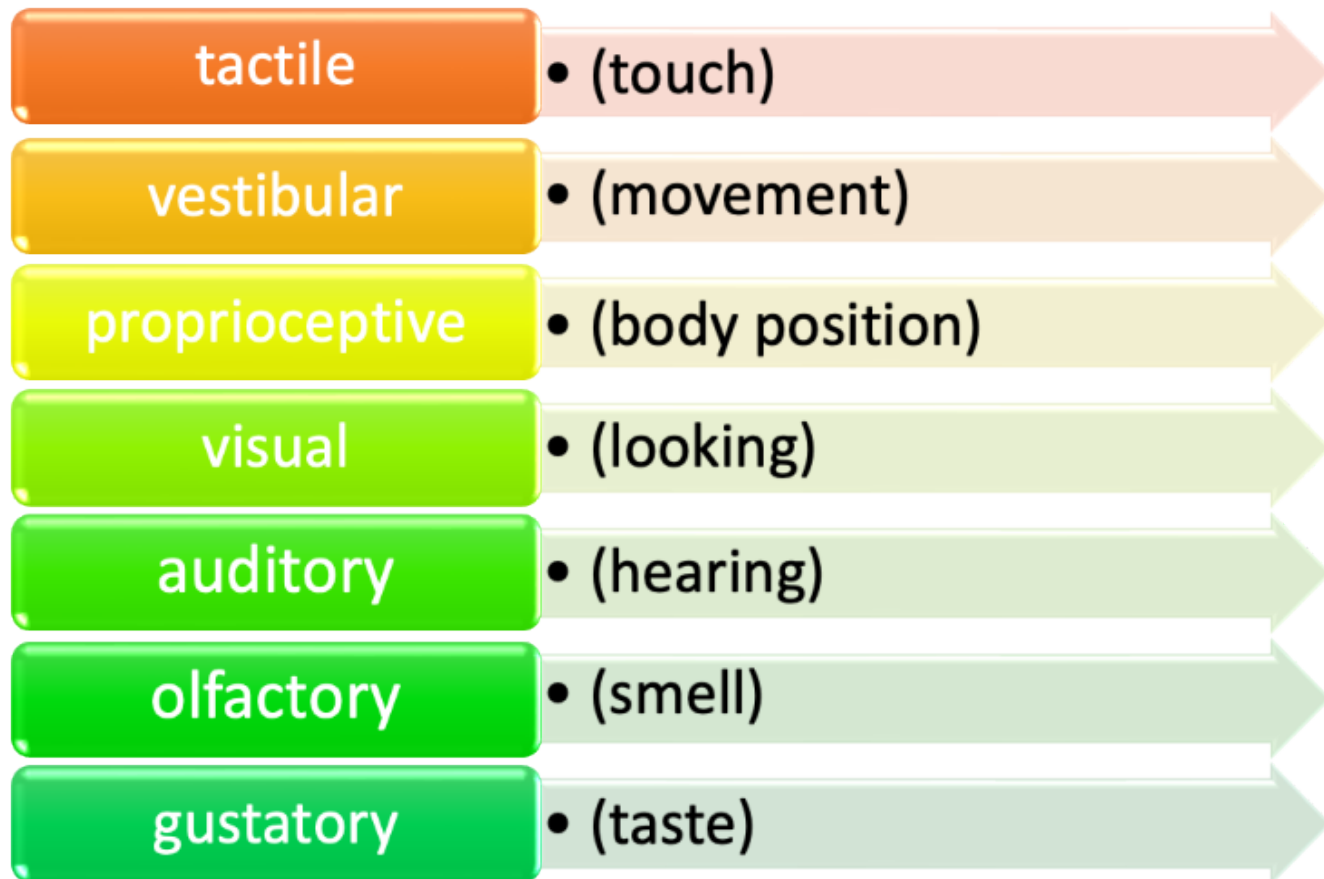 tactile • (touch)
vestibular • (movement)
proprioceptive • (body position)
visual • (looking)
auditory • (hearing)
olfactory • (smell)
gustatory • (taste)